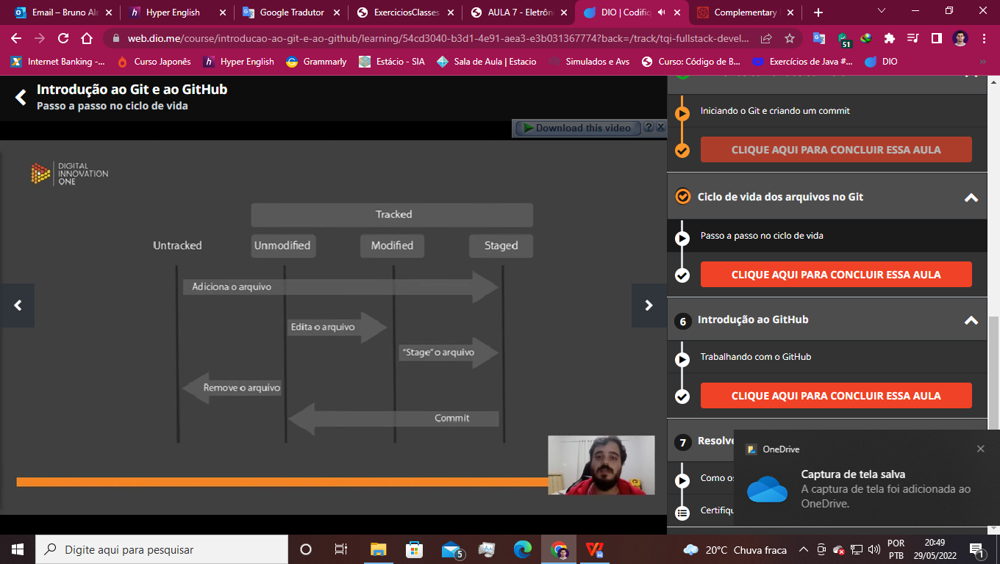 Email – Bruno Alr
Hyper English
Google Tradutor
ExerciciosClasses
AULA 7 - Eletrôni
DIO | Codifiq
Complementary
web.dio.me/course/introducao-ao-git-e-ao-github/learning/54cd3040-b3d1-4e91-aea3-e3b031367774?back=/track/tqi-fullstack-devel...
51
Internet Banking -...
Curso Japonês
Hyper English
Grammarly
Estácio - SIA
Sala de Aula | Estacio
Simulados e Avs
Curso: Código de B...
Exercícios de Java #...
DIO
»
Introdução ao Git e ao GitHub
Passo a passo no ciclo de vida
Download this video
?
X
DIGITAL
INNOVATION
ONE
Tracked
Untracked
Unmodified
Modified
Staged
Adiciona o arquivo
Edita o arquivo
"Stage" o arquivo
Remove o arquivo
Commit
Iniciando o Git e criando um commit
CLIQUE AQUI PARA CONCLUIR ESSA AULA
Ciclo de vida dos arquivos no Git
Passo a passo no ciclo de vida
CLIQUE AQUI PARA CONCLUIR ESSA AULA
6
Introdução ao GitHub
Trabalhando com o GitHub
CLIQUE AQUI PARA CONCLUIR ESSA AULA
7
Resolve
Como os
Certifiqu
OneDrive
Captura de tela salva
A captura de tela foi adicionada ao
OneDrive.
Digite aqui para pesquisar
5
20°C Chuva fraca
POR
PTB
20:49
29/05/2022
1